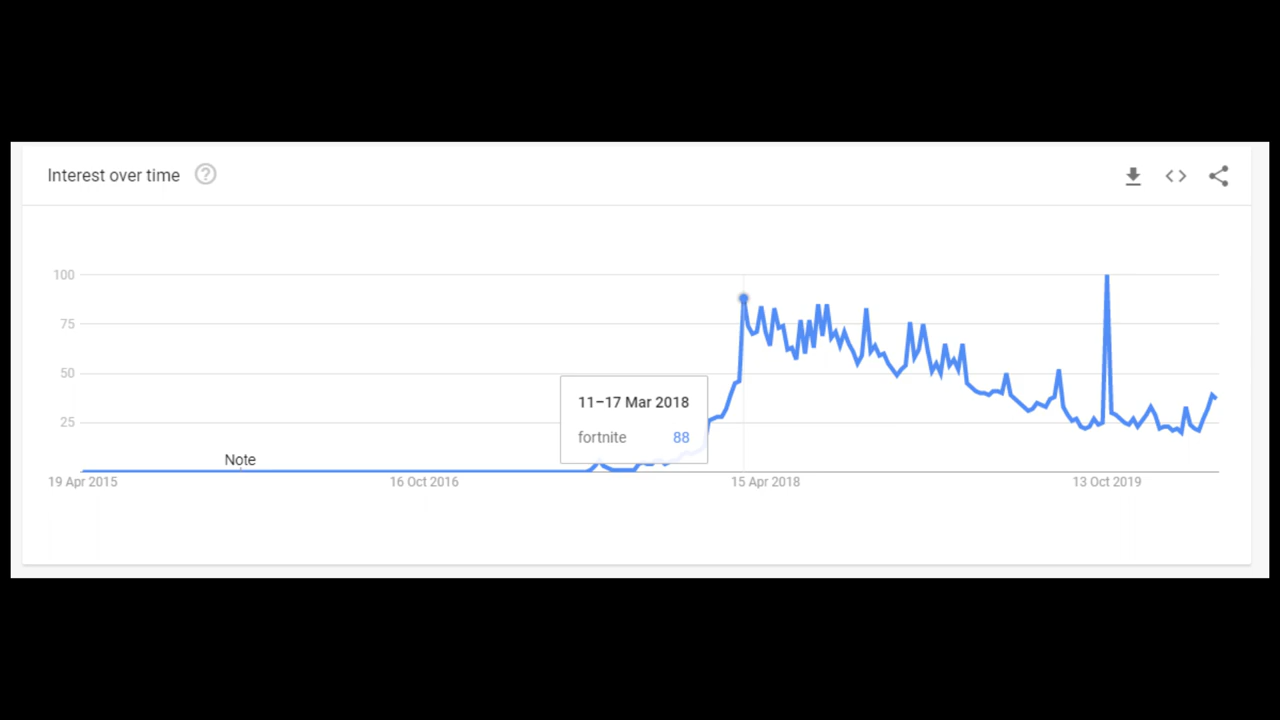 Interest over time ?
100
75
50
25
Note
11–17 Mar 2018
fortnite 88
19 Apr 2015 16 Oct 2016 15 Apr 2018 13 Oct 2019